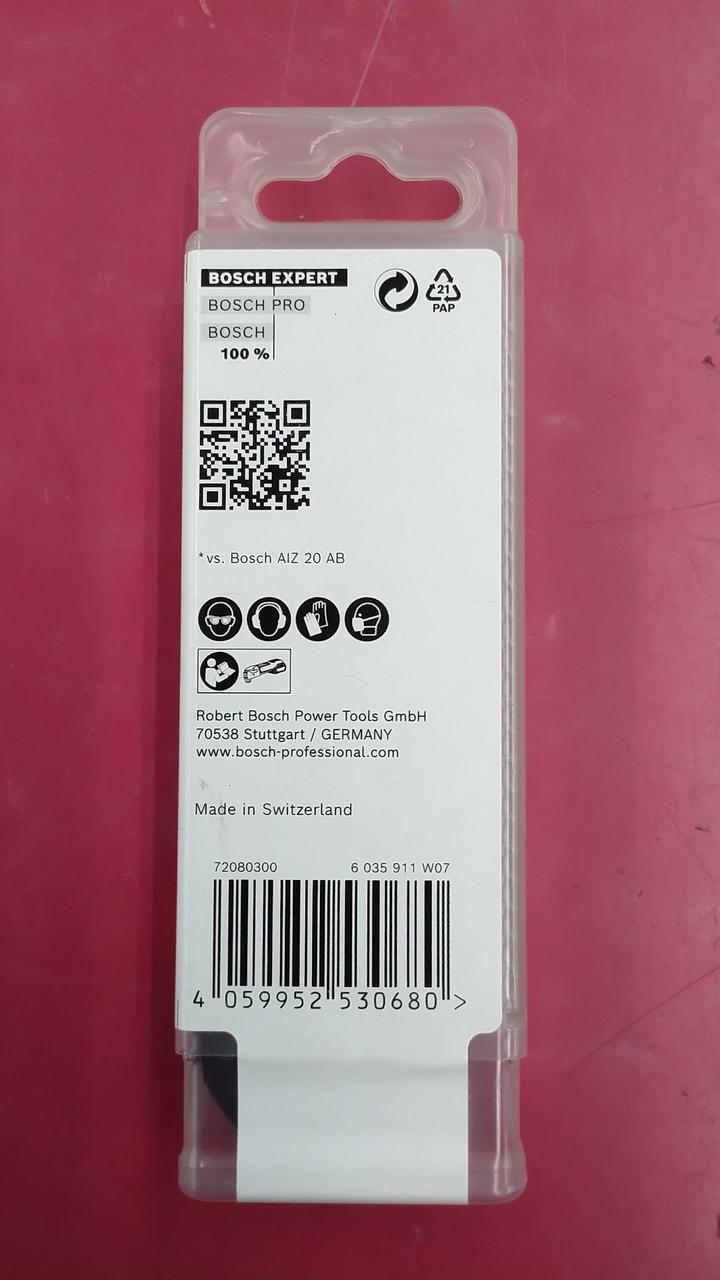 BOSCH EXPERT
BOSCH PRO
BOSCH
100 %
21
PAP
*vs. Bosch AIZ 20 AB
Robert Bosch Power Tools GmbH
70538 Stuttgart / GERMANY
www.bosch-professional.com
Made in Switzerland
72080300 6 035 911 W07
4 059952 530680 >